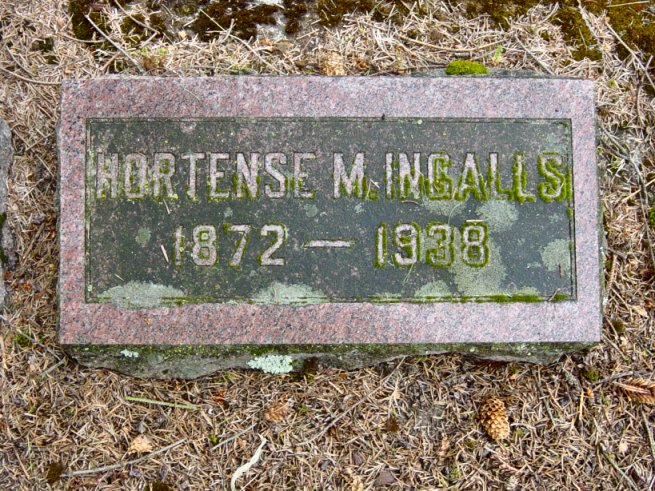 HORTENSE M. INGALLS
1872 — 1938